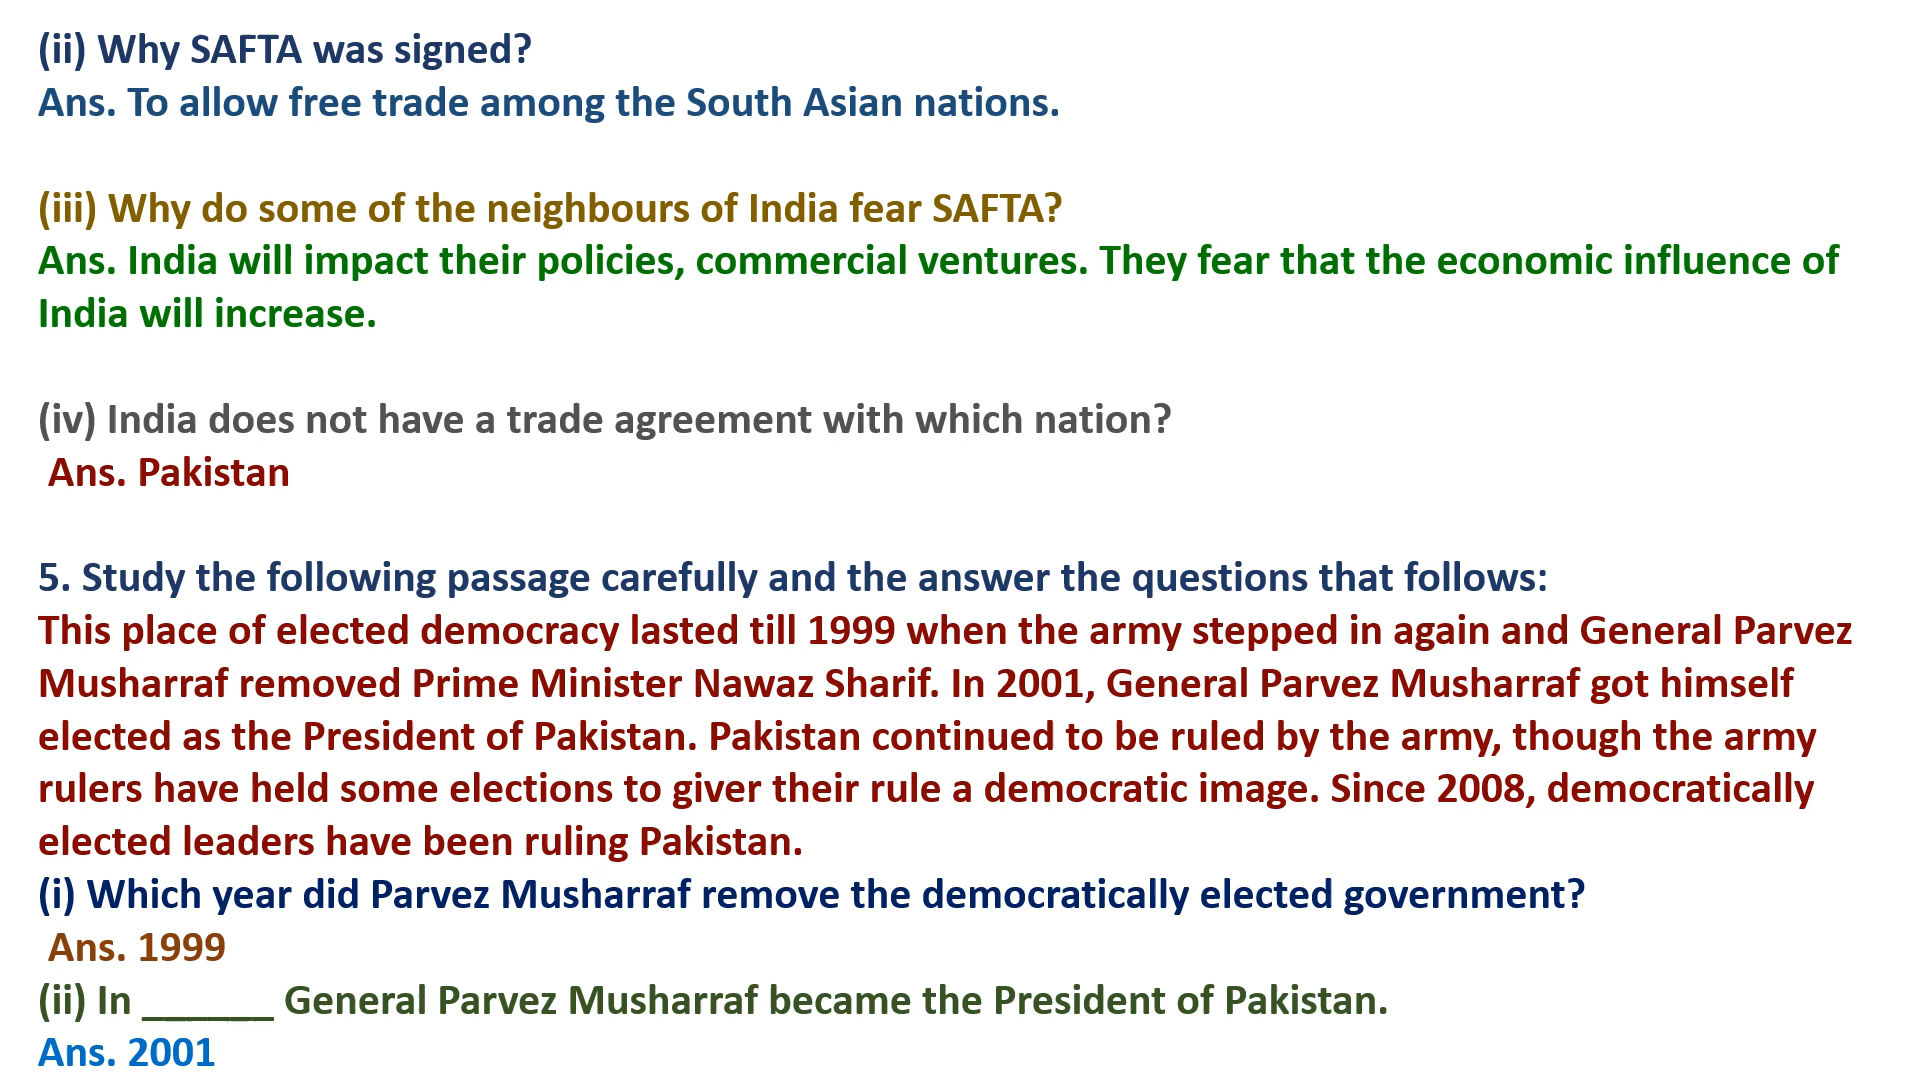 (ii) Why SAFTA was signed?
Ans. To allow free trade among the South Asian nations.
(iii) Why do some of the neighbours of India fear SAFTA?
Ans. India will impact their policies, commercial ventures. They fear that the economic influence of
India will increase.
(iv) India does not have a trade agreement with which nation?
Ans. Pakistan
5. Study the following passage carefully and the answer the questions that follows:
This place of elected democracy lasted till 1999 when the army stepped in again and General Parvez
Musharraf removed Prime Minister Nawaz Sharif. In 2001, General Parvez Musharraf got himself
elected as the President of Pakistan. Pakistan continued to be ruled by the army, though the army
rulers have held some elections to giver their rule a democratic image. Since 2008, democratically
elected leaders have been ruling Pakistan.
(i) Which year did Parvez Musharraf remove the democratically elected government?
Ans. 1999
(ii) In ______ General Parvez Musharraf became the President of Pakistan.
Ans. 2001